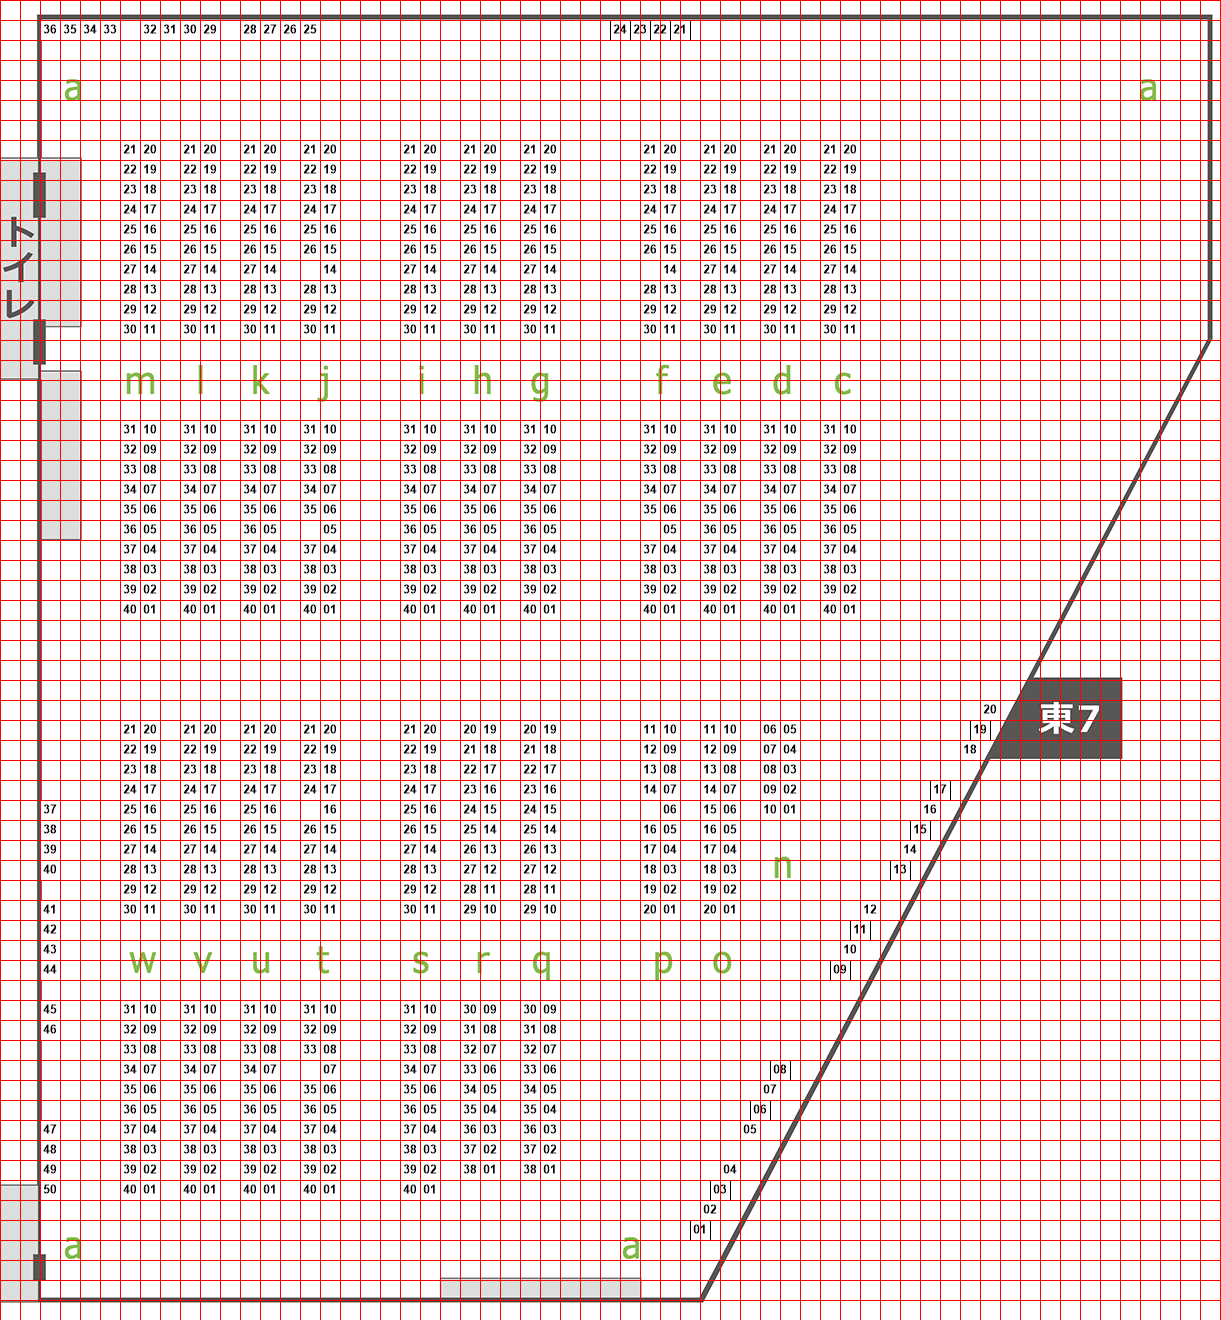 36 35 34 33 32 31 30 29 28 27 26 25 24 23 22 21
a a
21 20 21 20 21 20 21 20 21 20 21 20 21 20 21 20 21 20 21 20 21 20
22 19 22 19 22 19 22 19 22 19 22 19 22 19 22 19 22 19 22 19 22 19
23 18 23 18 23 18 23 18 23 18 23 18 23 18 23 18 23 18 23 18 23 18
24 17 24 17 24 17 24 17 24 17 24 17 24 17 24 17 24 17 24 17 24 17
25 16 25 16 25 16 25 16 25 16 25 16 25 16 25 16 25 16 25 16 25 16
26 15 26 15 26 15 26 15 26 15 26 15 26 15 26 15 26 15 26 15 26 15
27 14 27 14 27 14 14 27 14 27 14 27 14 14 27 14 27 14 27 14
28 13 28 13 28 13 28 13 28 13 28 13 28 13 28 13 28 13 28 13 28 13
29 12 29 12 29 12 29 12 29 12 29 12 29 12 29 12 29 12 29 12 29 12
30 11 30 11 30 11 30 11 30 11 30 11 30 11 30 11 30 11 30 11 30 11
トイレ
m l k j i h g f e d c
31 10 31 10 31 10 31 10 31 10 31 10 31 10 31 10 31 10 31 10 31 10
32 09 32 09 32 09 32 09 32 09 32 09 32 09 32 09 32 09 32 09 32 09
33 08 33 08 33 08 33 08 33 08 33 08 33 08 33 08 33 08 33 08 33 08
34 07 34 07 34 07 34 07 34 07 34 07 34 07 34 07 34 07 34 07 34 07
35 06 35 06 35 06 35 06 35 06 35 06 35 06 35 06 35 06 35 06 35 06
36 05 36 05 36 05 05 36 05 36 05 36 05 05 36 05 36 05 36 05
37 04 37 04 37 04 37 04 37 04 37 04 37 04 37 04 37 04 37 04 37 04
38 03 38 03 38 03 38 03 38 03 38 03 38 03 38 03 38 03 38 03 38 03
39 02 39 02 39 02 39 02 39 02 39 02 39 02 39 02 39 02 39 02 39 02
40 01 40 01 40 01 40 01 40 01 40 01 40 01 40 01 40 01 40 01 40 01
20
東7
21 20 21 20 21 20 21 20 21 20 20 19 20 19 11 10 11 10 06 05 19
22 19 22 19 22 19 22 19 22 19 21 18 21 18 12 09 12 09 07 04 18
23 18 23 18 23 18 23 18 23 18 22 17 22 17 13 08 13 08 08 03
24 17 24 17 24 17 24 17 24 17 23 16 23 16 14 07 14 07 09 02 17
37 25 16 25 16 25 16 16 25 16 24 15 24 15 06 15 06 10 01 16
38 26 15 26 15 26 15 26 15 26 15 25 14 25 14 16 05 16 05 15
39 27 14 27 14 27 14 27 14 27 14 26 13 26 13 17 04 17 04 14
40 28 13 28 13 28 13 28 13 28 13 27 12 27 12 18 03 18 03 n 13
29 12 29 12 29 12 29 12 29 12 28 11 28 11 19 02 19 02
41 30 11 30 11 30 11 30 11 30 11 29 10 29 10 20 01 20 01 12
42 11
43 10
w v u t s r q p o
44 09
45 31 10 31 10 31 10 31 10 31 10 30 09 30 09
46 32 09 32 09 32 09 32 09 32 09 31 08 31 08
33 08 33 08 33 08 33 08 33 08 32 07 32 07
34 07 34 07 34 07 07 34 07 33 06 33 06 08
35 06 35 06 35 06 35 06 35 06 34 05 34 05 07
36 05 36 05 36 05 36 05 36 05 35 04 35 04 06
47 37 04 37 04 37 04 37 04 37 04 36 03 36 03 05
48 38 03 38 03 38 03 38 03 38 03 37 02 37 02
49 39 02 39 02 39 02 39 02 39 02 38 01 38 01 04
50 40 01 40 01 40 01 40 01 40 01 03
02
01
a a